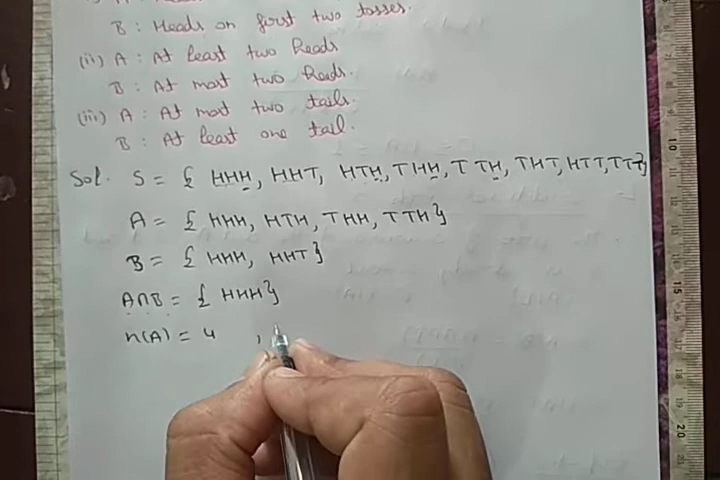 B : Heads on first two tosses.
(ii) A : At least two heads
B : At most two heads.
(iii) A : At most two tails.
B : At least one tail.
Sol. S = { HHH, HHT, HTH, THH, TTH, THT, HTT, TTT}
A = { HHH, HTH, THH, TTH}
B = { HHH, HHT}
A∩B = { HHH}
n(A) = 4 ,